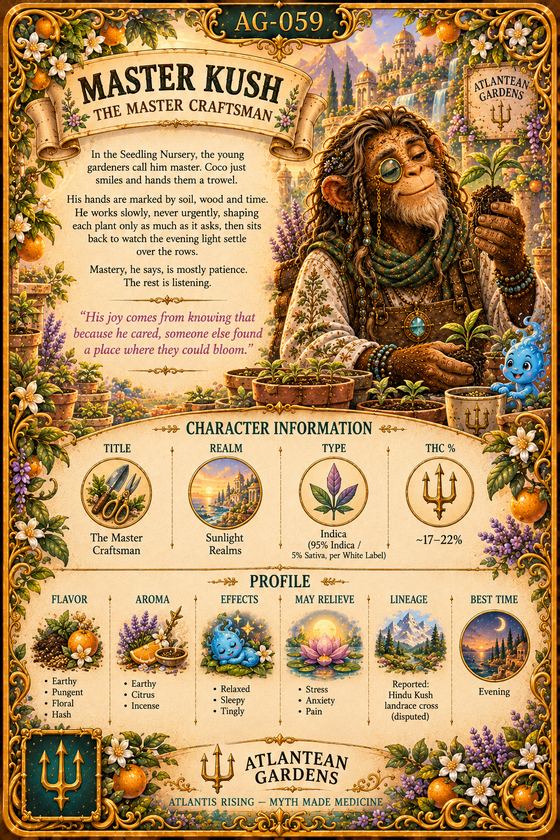 AG-059
MASTER KUSH
THE MASTER CRAFTSMAN
ATLANTEAN
GARDENS
In the Seedling Nursery, the young
gardeners call him master. Coco just
smiles and hands them a trowel.
His hands are marked by soil, wood and time.
He works slowly, never urgently, shaping
each plant only as much as it asks, then sits
back to watch the evening light settle
over the rows.
Mastery, he says, is mostly patience.
The rest is listening.
“His joy comes from knowing that
because he cared, someone else found
a place where they could bloom.”
CHARACTER INFORMATION
TITLE
The Master
Craftsman
REALM
Sunlight
Realms
TYPE
Indica
(95% Indica /
5% Sativa, per White Label)
THC %
~17–22%
PROFILE
FLAVOR
• Earthy
• Pungent
• Floral
• Hash
AROMA
• Earthy
• Citrus
• Incense
EFFECTS
• Relaxed
• Sleepy
• Tingly
MAY RELIEVE
• Stress
• Anxiety
• Pain
LINEAGE
Reported:
Hindu Kush
landrace cross
(disputed)
BEST TIME
Evening
ATLANTEAN
GARDENS
ATLANTIS RISING – MYTH MADE MEDICINE